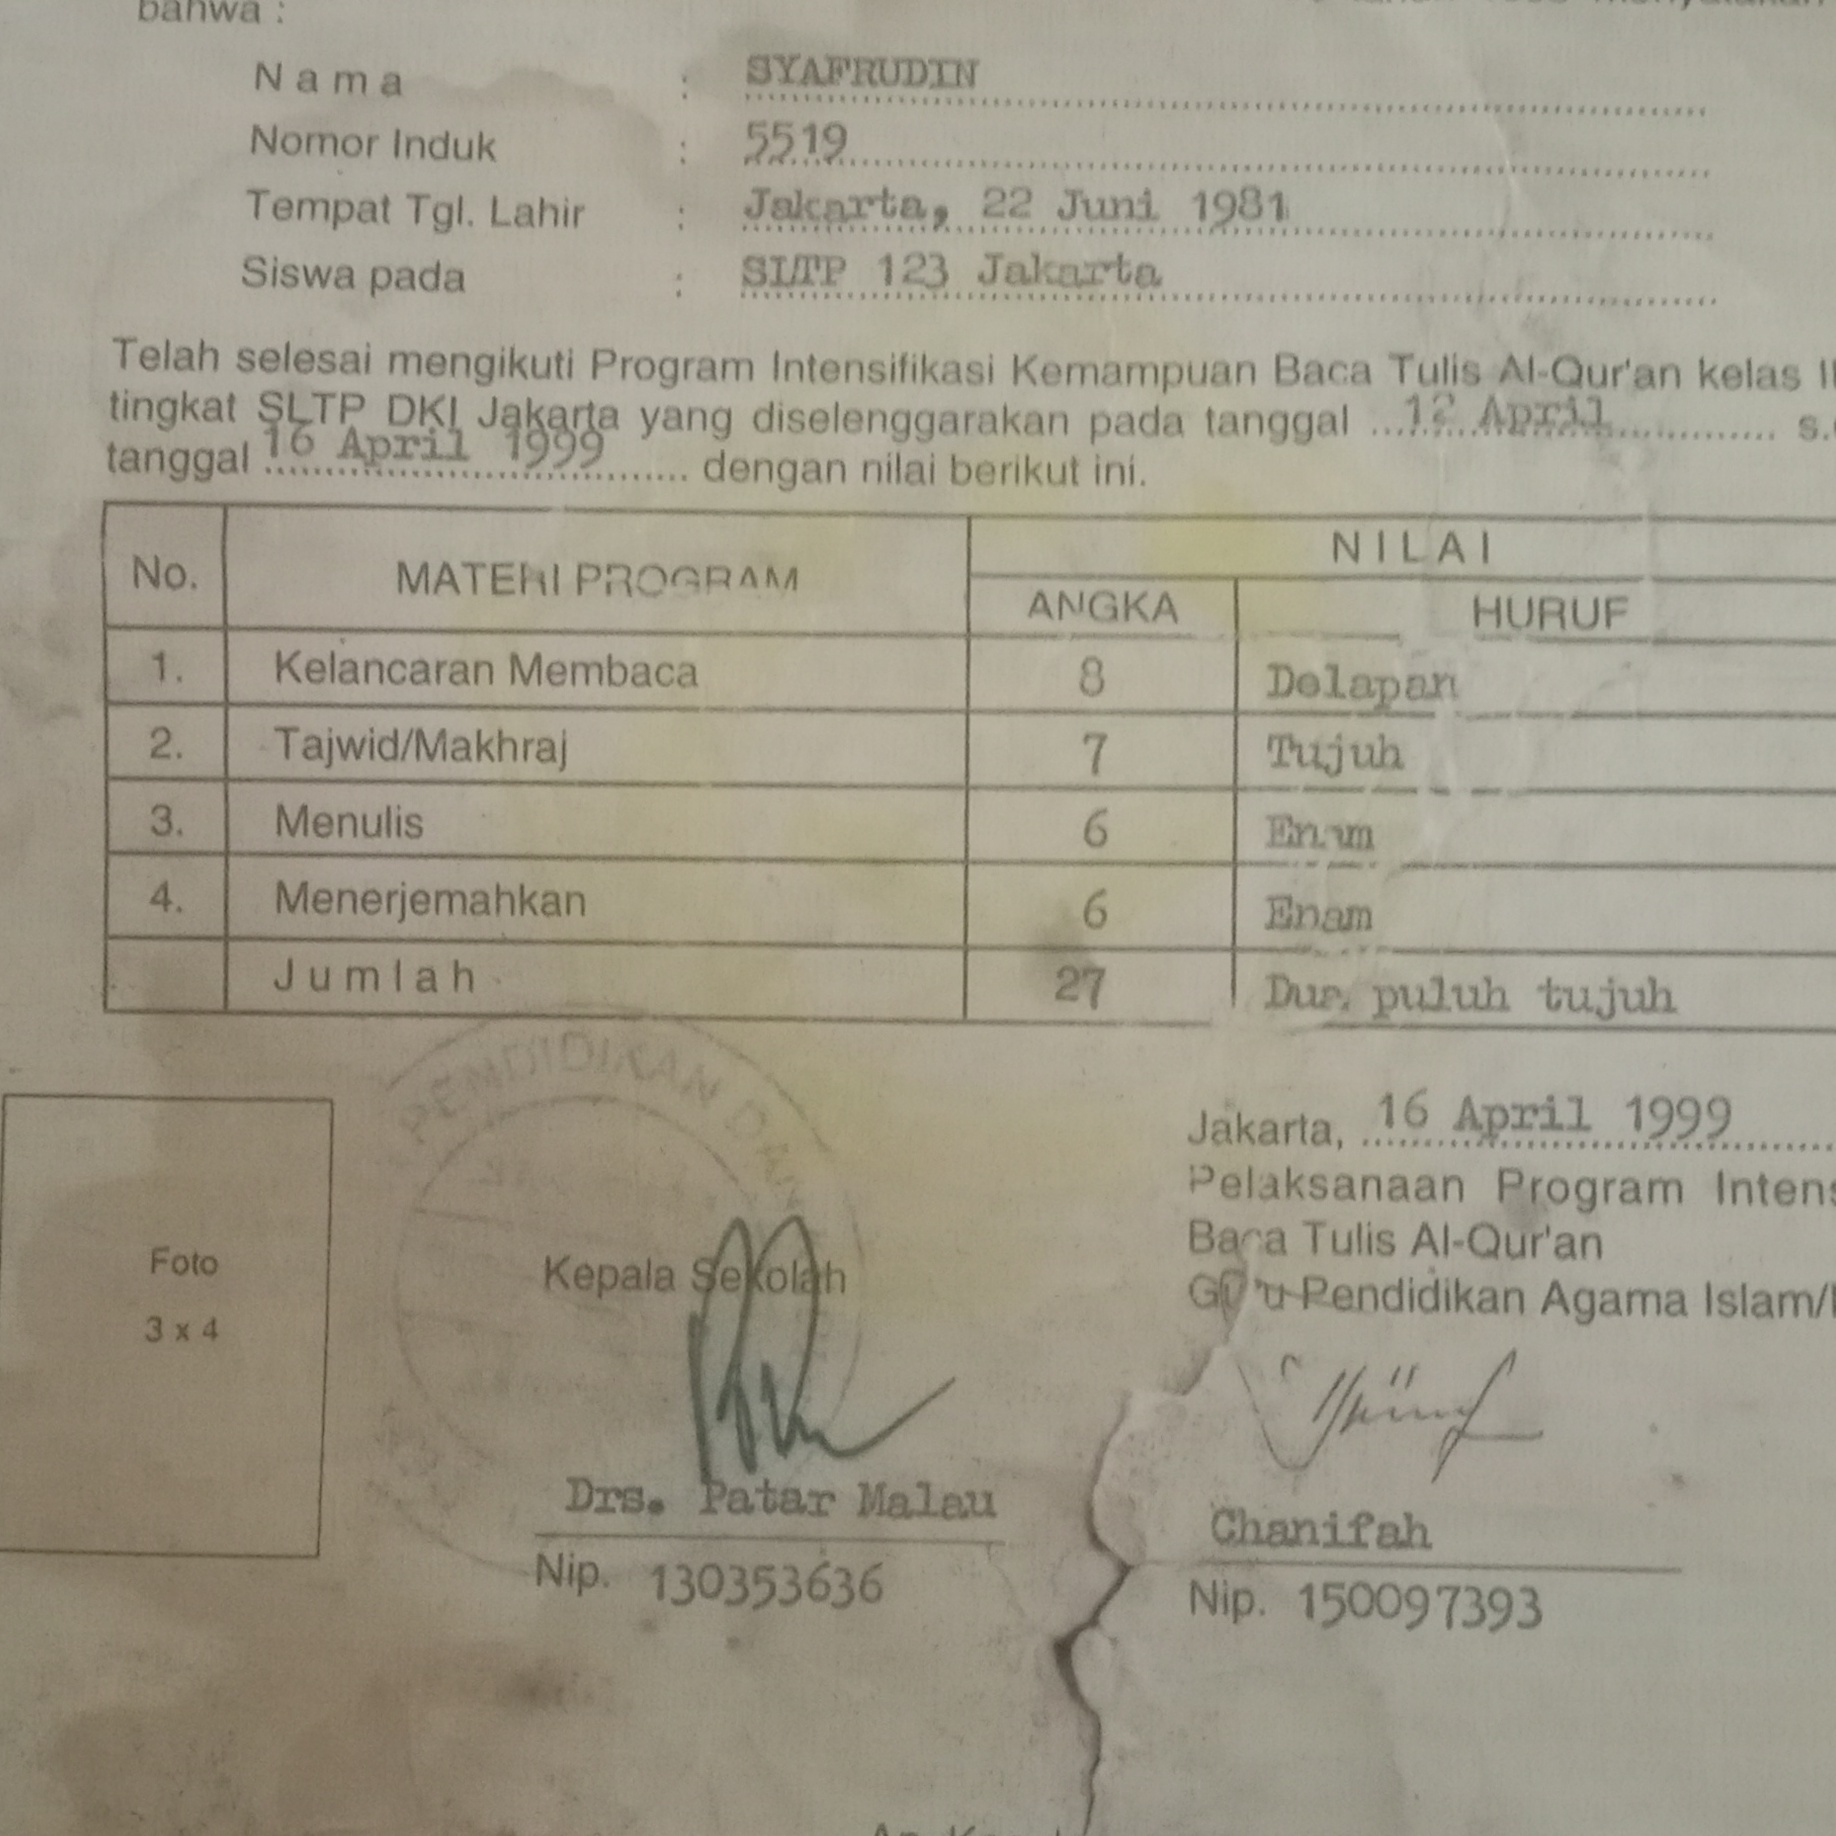 bahwa :
Nama : SYAFRUDIN
Nomor Induk : 5519
Tempat Tgl. Lahir : Jakarta, 22 Juni 1981
Siswa pada : SLTP 123 Jakarta
Telah selesai mengikuti Program Intensifikasi Kemampuan Baca Tulis Al-Qur'an kelas
tingkat SLTP DKI Jakarta yang diselenggarakan pada tanggal 12 April s.
tanggal 16 April 1999 dengan nilai berikut ini.
No. MATERI PROGRAM NILAI
ANGKA HURUF
1. Kelancaran Membaca 8 Delapan
2. Tajwid/Makhraj 7 Tujuh
3. Menulis 6 Enam
4. Menerjemahkan 6 Enam
Jumlah 27 Dua puluh tujuh
PENDIDIKAN DAN
Jakarta, 16 April 1999
Pelaksanaan Program Intens
Baca Tulis Al-Qur'an
Guru Pendidikan Agama Islam/
Foto
3 x 4
Kepala Sekolah
Drs. Patar Malau
Nip. 130353636
Chanifah
Nip. 150097393